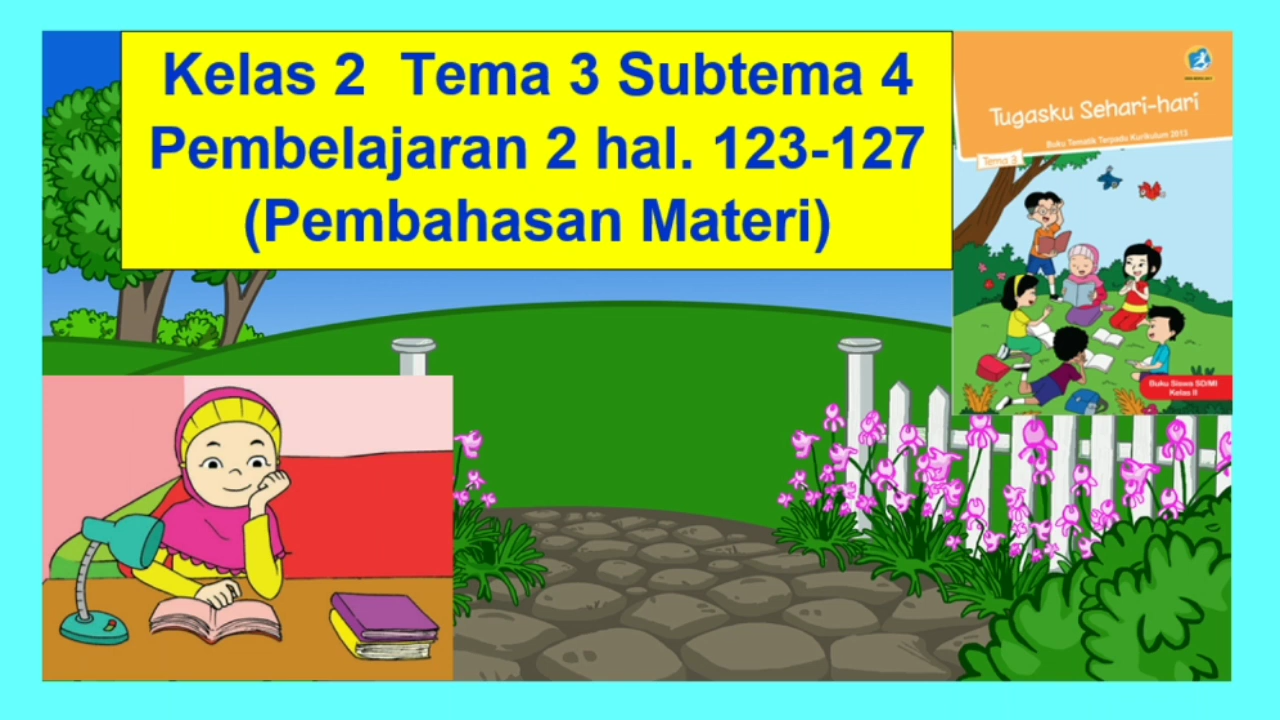 Kelas 2 Tema 3 Subtema 4
Pembelajaran 2 hal. 123-127
(Pembahasan Materi)
Tugasku Sehari-hari
Buku Tematik Terpadu Kurikulum 2013
Tema 3
Buku Siswa SD/MI
Kelas II